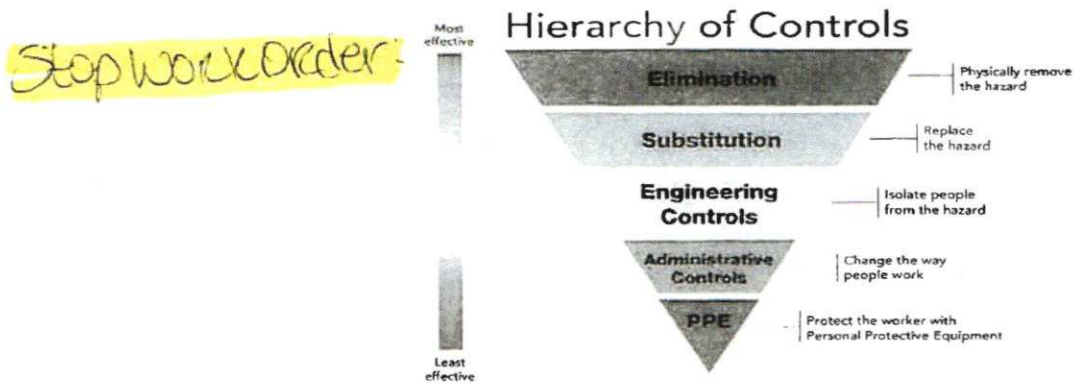 Hierarchy of Controls
Stop work order:
Most
effective
Elimination
Physically remove
the hazard
Substitution
Replace
the hazard
Engineering
Controls
Isolate people
from the hazard
Administrative
Controls
Change the way
people work
PPE
Protect the worker with
Personal Protective Equipment
Least
effective